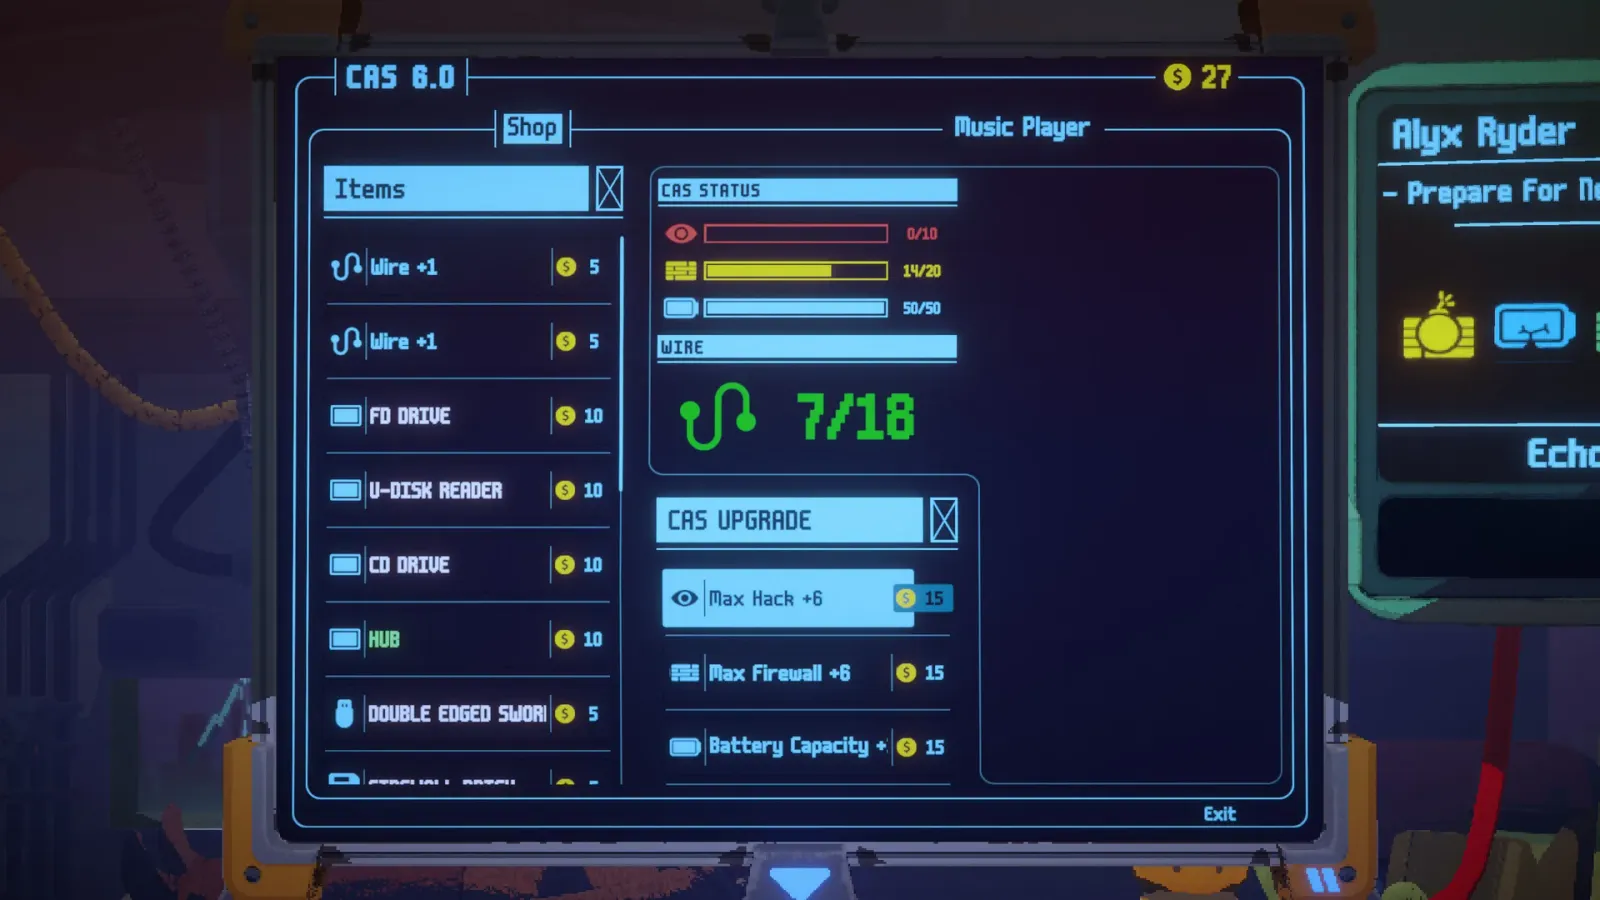 CAS 6.0
$ 27
Shop
Music Player
Items
Wire +1 $ 5
Wire +1 $ 5
FD DRIVE $ 10
U-DISK READER $ 10
CD DRIVE $ 10
HUB $ 10
DOUBLE EDGED SWOR $ 5
CAS STATUS
0/10
14/20
50/50
WIRE
7/18
CAS UPGRADE
Max Hack +6 $ 15
Max Firewall +6 $ 15
Battery Capacity + $ 15
Exit
Alyx Ryder
- Prepare For Ne
Echo